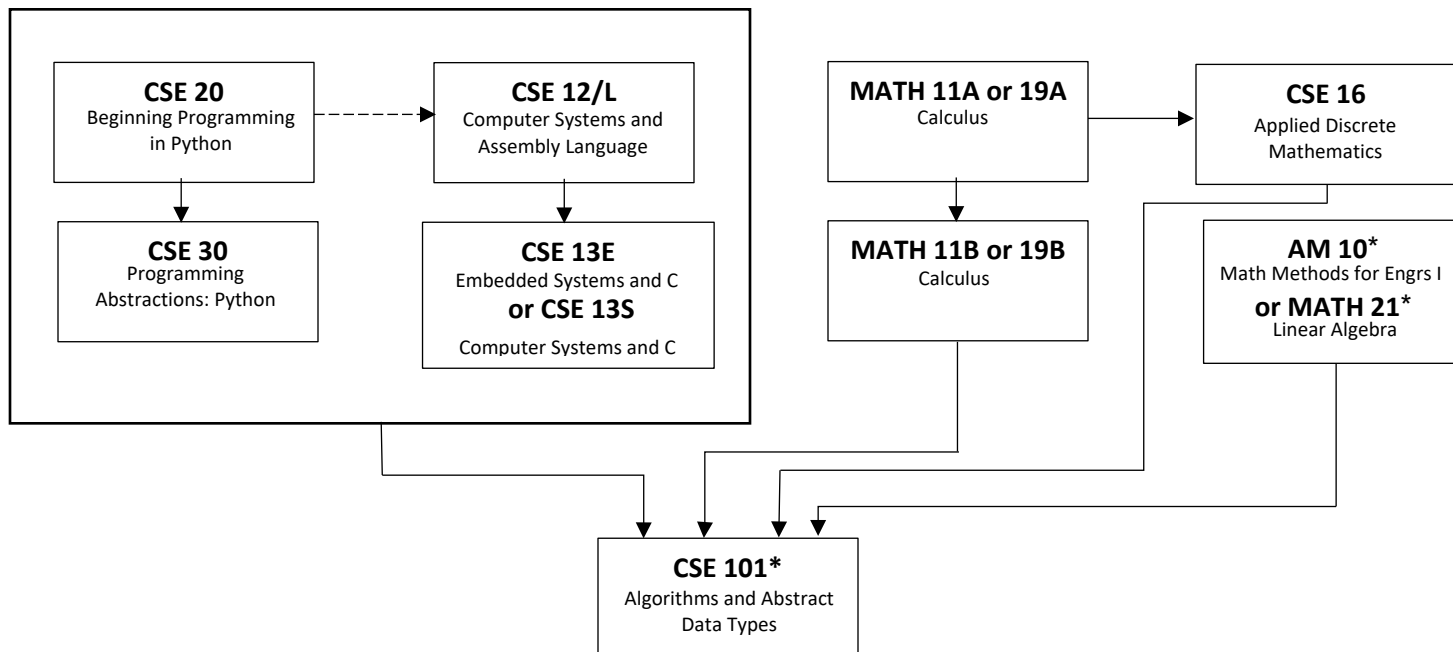 CSE 20
Beginning Programming
in Python
CSE 12/L
Computer Systems and
Assembly Language
MATH 11A or 19A
Calculus
CSE 16
Applied Discrete
Mathematics
CSE 30
Programming
Abstractions: Python
CSE 13E
Embedded Systems and C
or CSE 13S
Computer Systems and C
MATH 11B or 19B
Calculus
AM 10*
Math Methods for Engrs I
or MATH 21*
Linear Algebra
CSE 101*
Algorithms and Abstract
Data Types